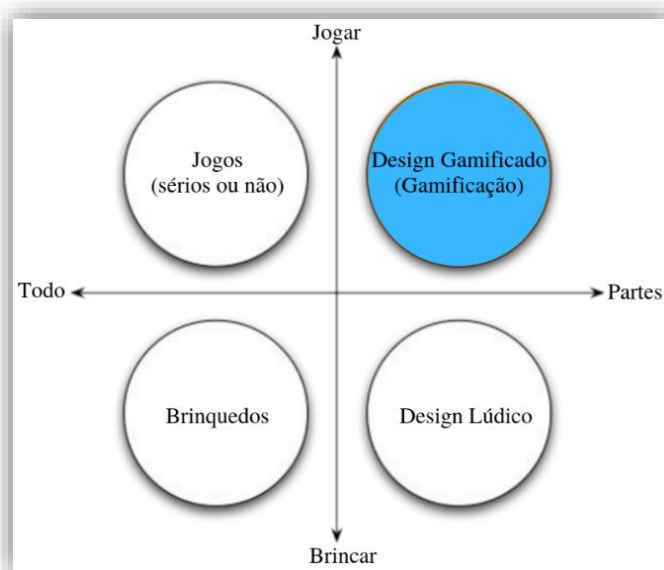 Jogar
Jogos
(sérios ou não)
Design Gamificado
(Gamificação)
Todo
Partes
Brinquedos
Design Lúdico
Brincar